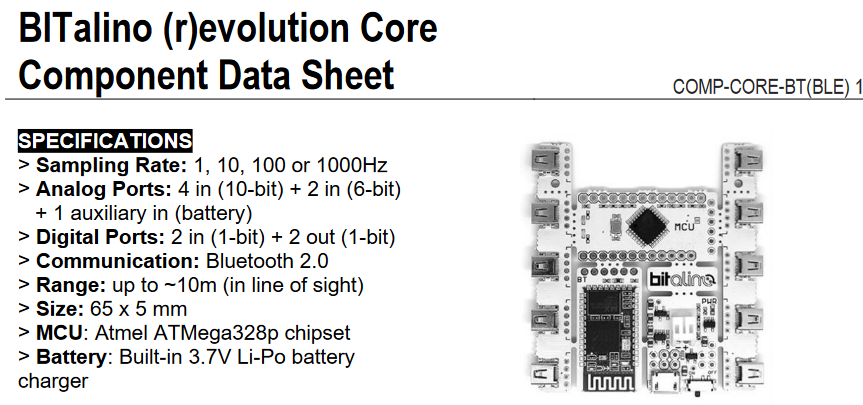 BITalino (r)evolution Core
Component Data Sheet
COMP-CORE-BT(BLE) 1
SPECIFICATIONS
> Sampling Rate: 1, 10, 100 or 1000Hz
> Analog Ports: 4 in (10-bit) + 2 in (6-bit)
+ 1 auxiliary in (battery)
> Digital Ports: 2 in (1-bit) + 2 out (1-bit)
> Communication: Bluetooth 2.0
> Range: up to ~10m (in line of sight)
> Size: 65 x 5 mm
> MCU: Atmel ATMega328p chipset
> Battery: Built-in 3.7V Li-Po battery
charger
MCU
BT
bitalino
PWR
ON
OFF